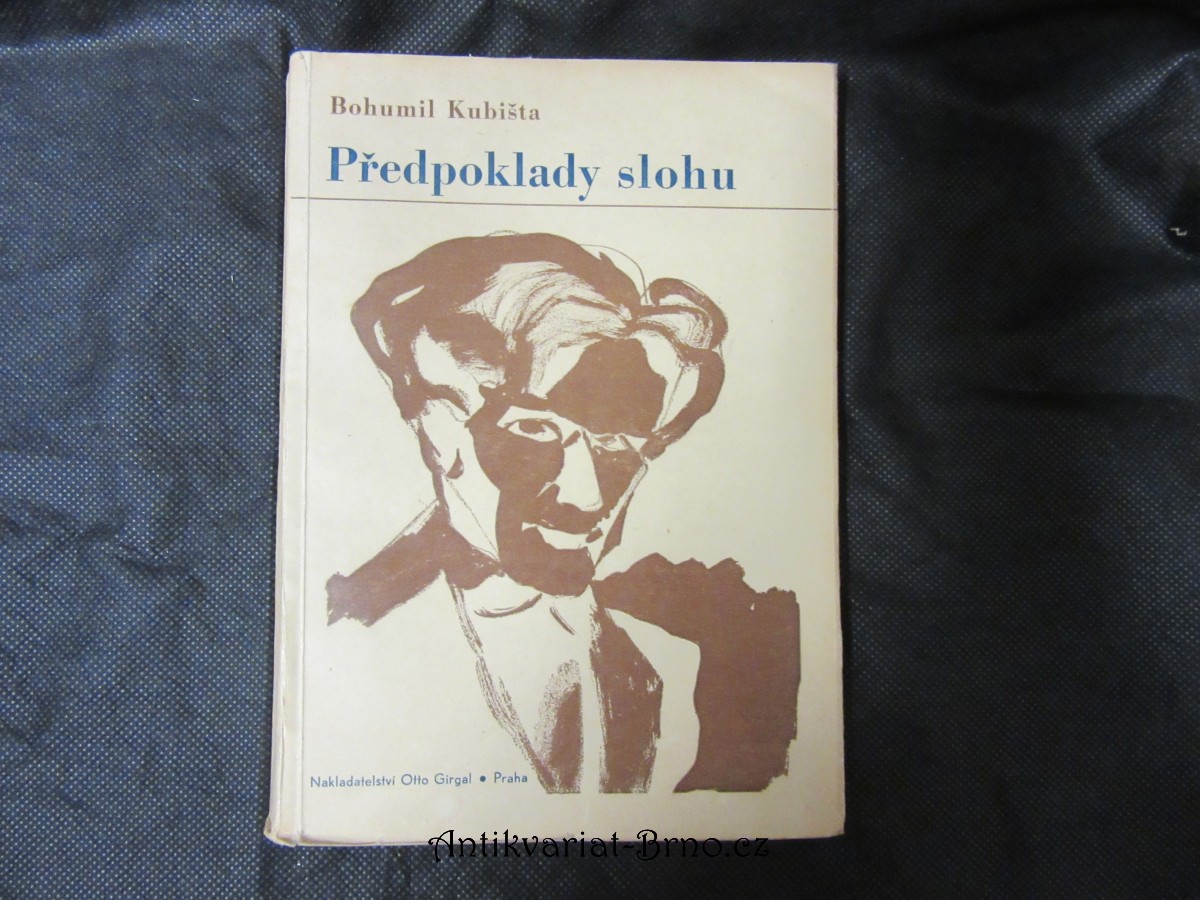 Bohumil Kubišta
Předpoklady slohu
Nakladatelství Otto Girgal • Praha
Antikvariat-Brno.cz